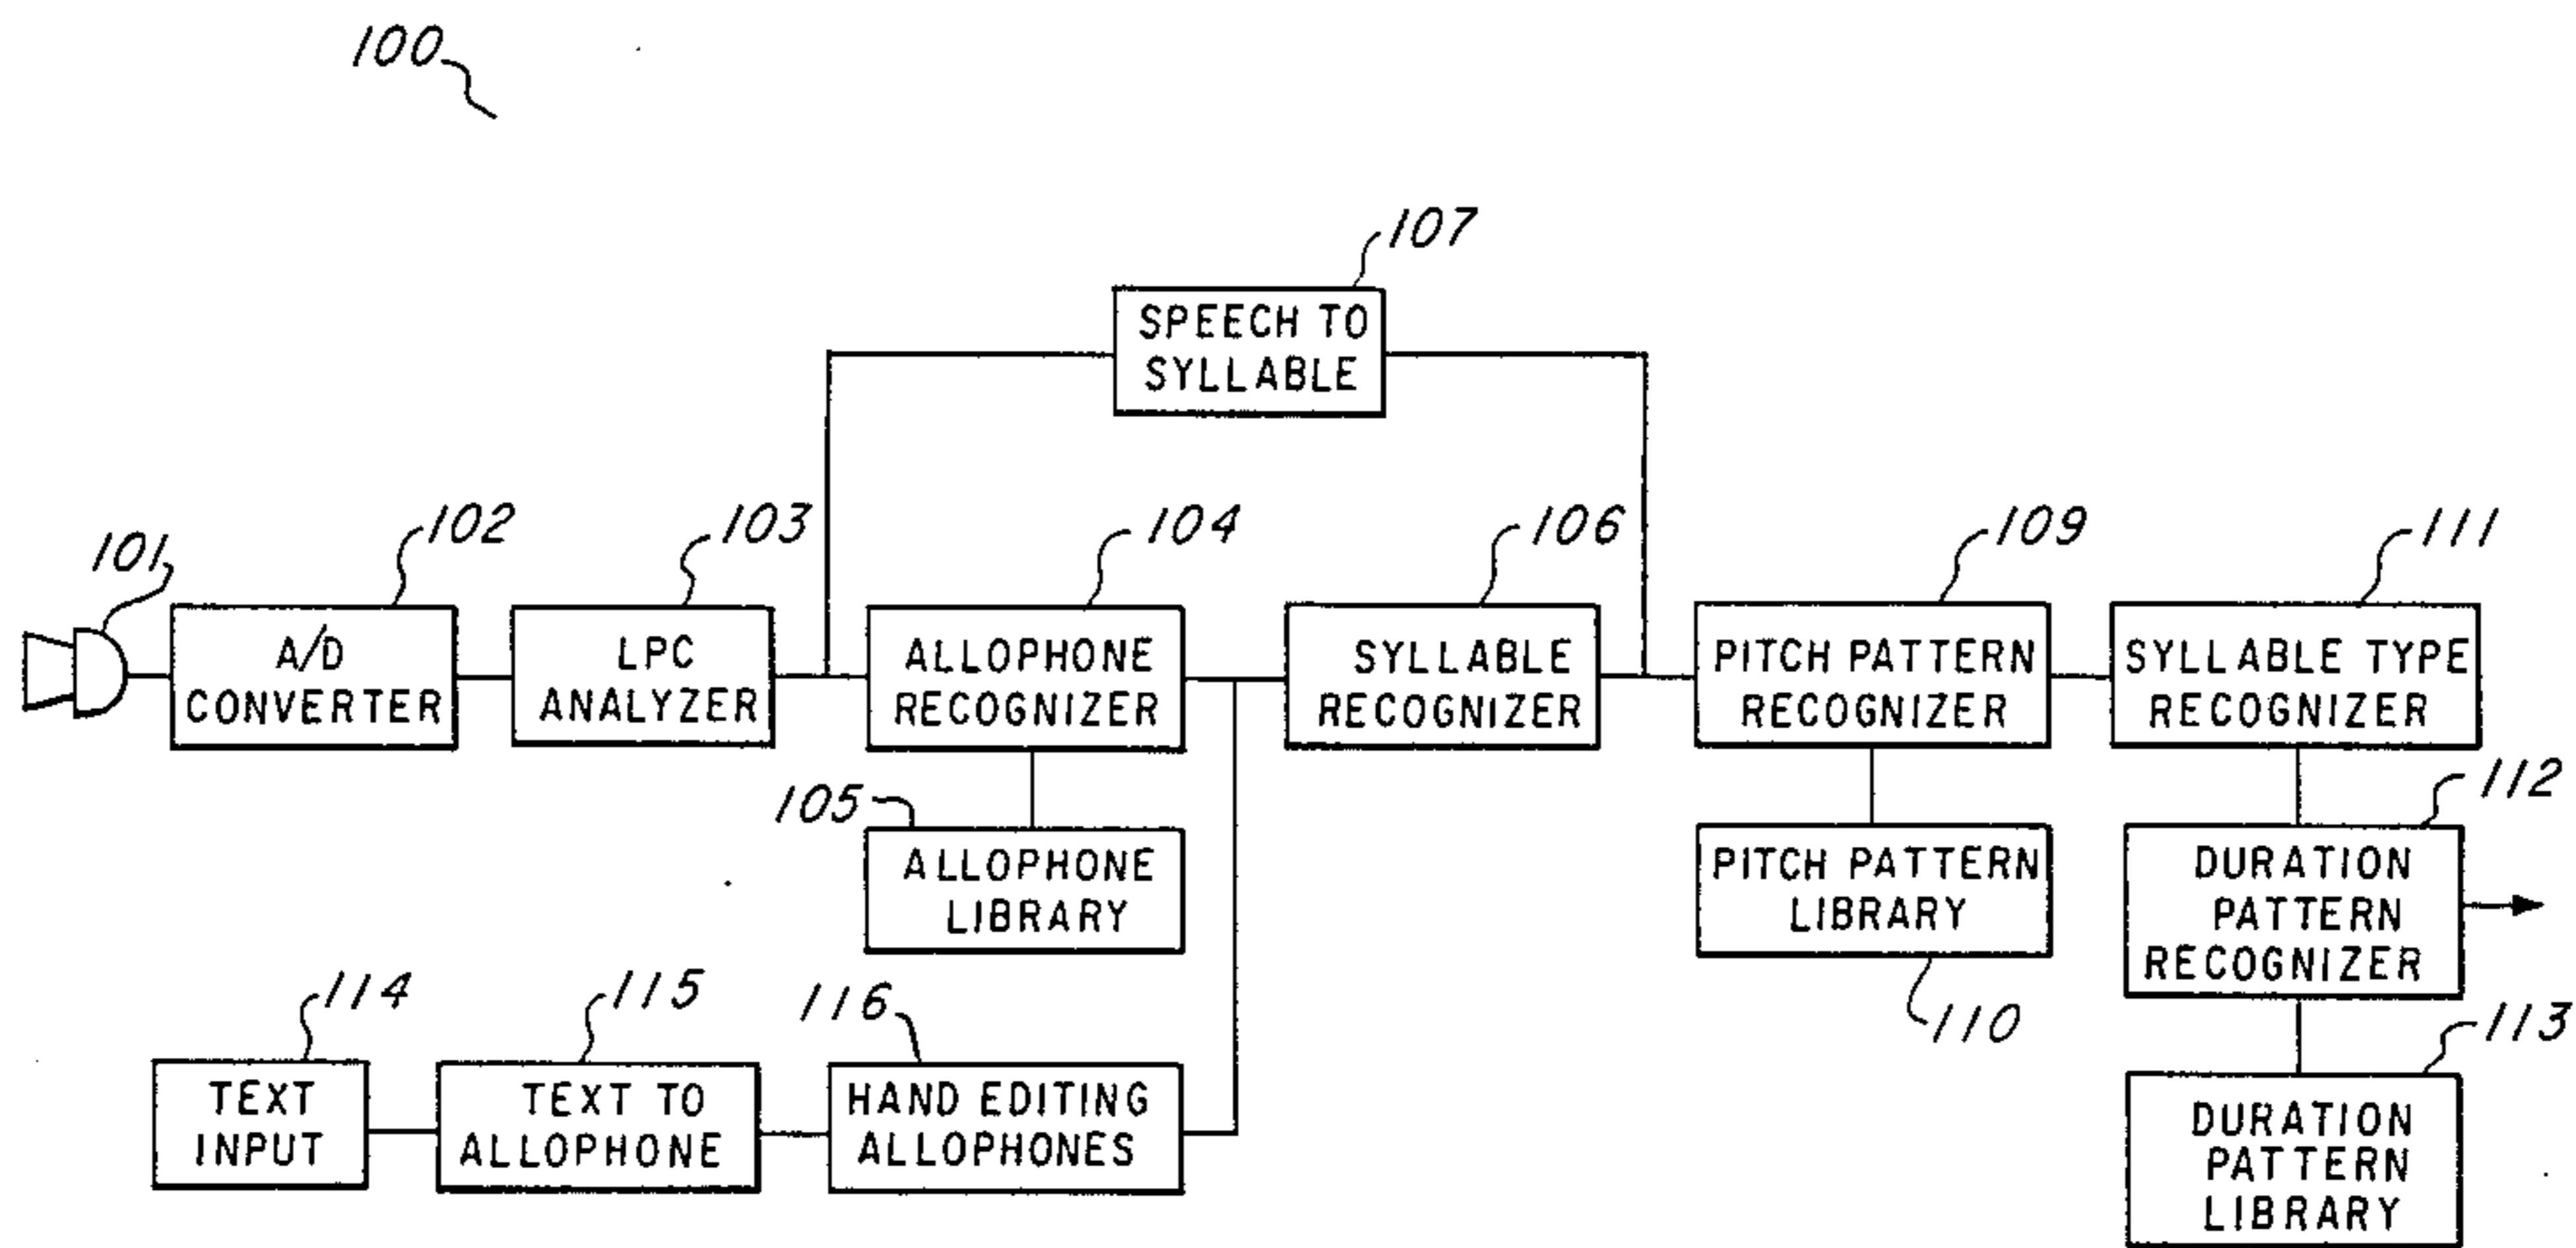 100
107
SPEECH TO
SYLLABLE
101
102
103
104
106
109
111
A/D
CONVERTER
LPC
ANALYZER
ALLOPHONE
RECOGNIZER
SYLLABLE
RECOGNIZER
PITCH PATTERN
RECOGNIZER
SYLLABLE TYPE
RECOGNIZER
105
ALLOPHONE
LIBRARY
PITCH PATTERN
LIBRARY
110
112
DURATION
PATTERN
RECOGNIZER
114
115
116
113
TEXT
INPUT
TEXT TO
ALLOPHONE
HAND EDITING
ALLOPHONES
DURATION
PATTERN
LIBRARY